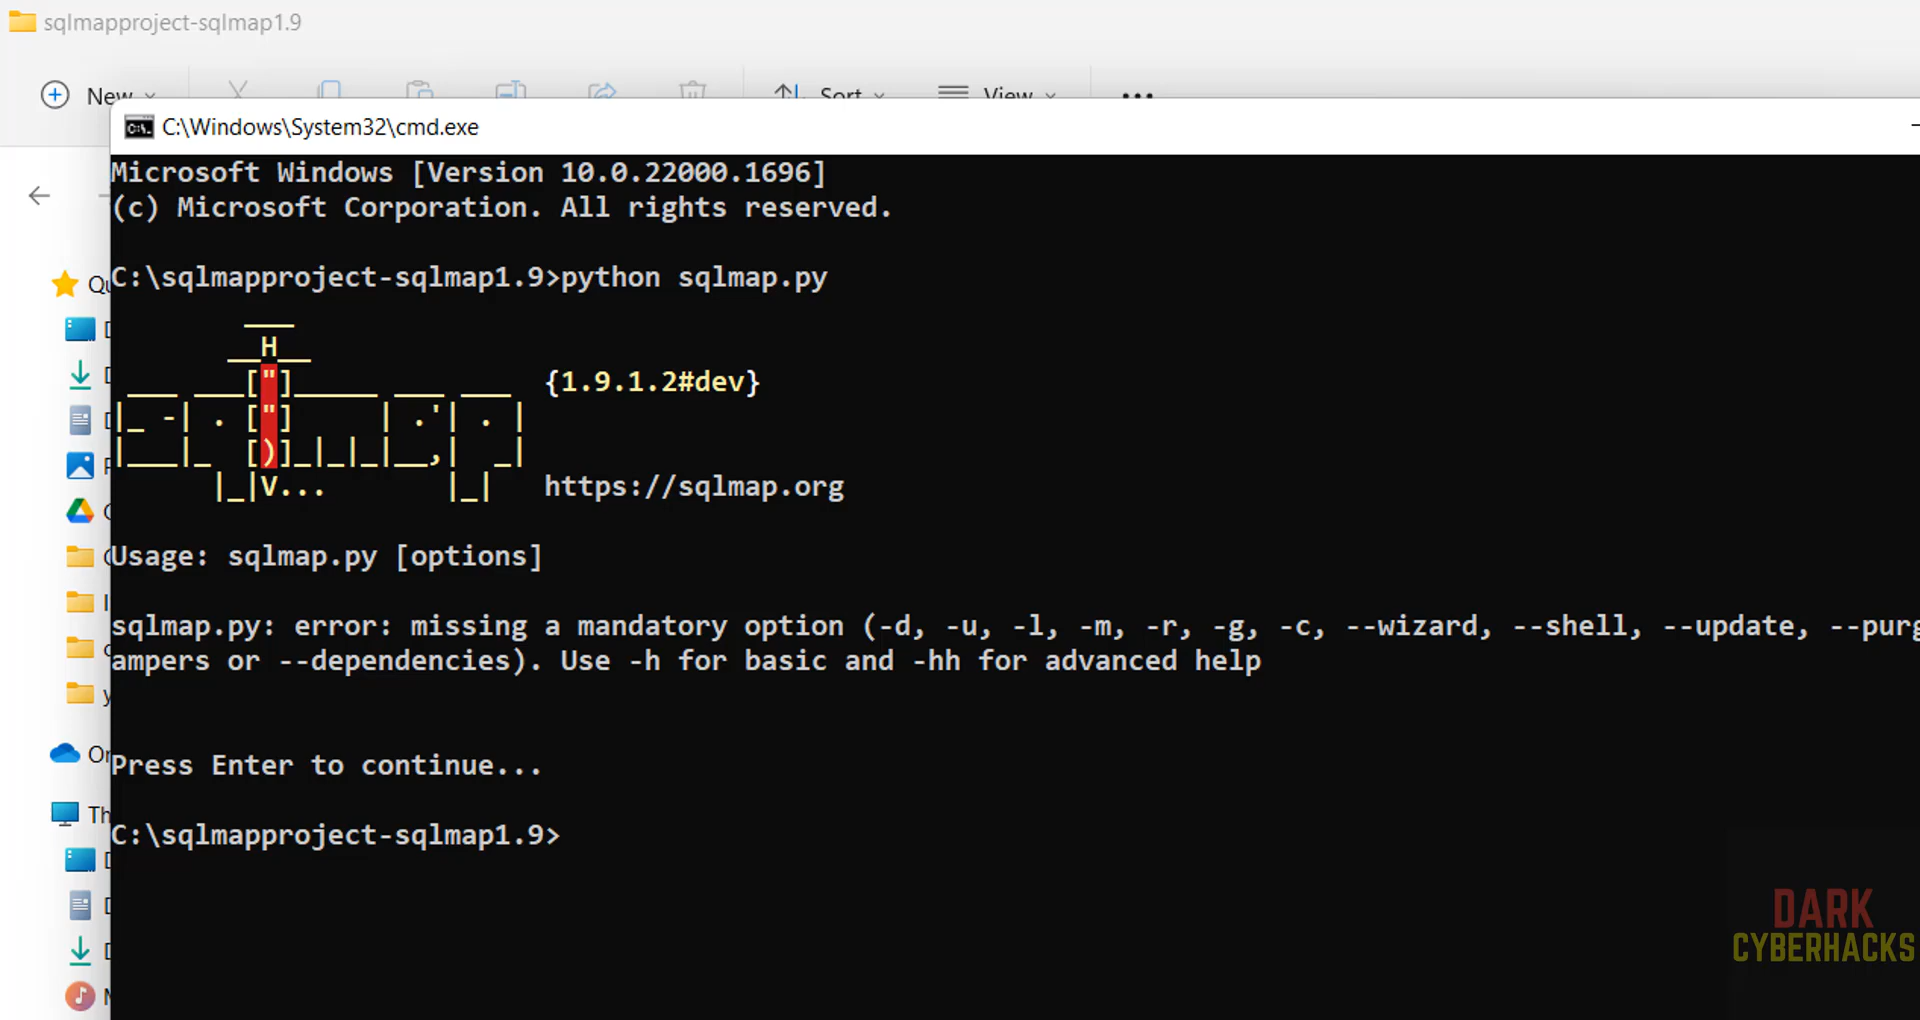 sqlmapproject-sqlmap1.9
New
Sort
View
C:\Windows\System32\cmd.exe
Microsoft Windows [Version 10.0.22000.1696]
(c) Microsoft Corporation. All rights reserved.
C:\sqlmapproject-sqlmap1.9>python sqlmap.py
{1.9.1.2#dev}
https://sqlmap.org
Usage: sqlmap.py [options]
sqlmap.py: error: missing a mandatory option (-d, -u, -l, -m, -r, -g, -c, --wizard, --shell, --update, --purg
ampers or --dependencies). Use -h for basic and -hh for advanced help
Press Enter to continue...
C:\sqlmapproject-sqlmap1.9>
DARK
CYBERHACKS